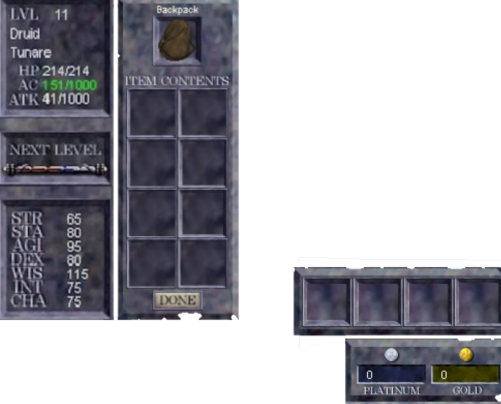 LVL 11
Druid
Tunare
HP 214/214
AC 151/1000
ATK 41/1000
NEXT LEVEL
STR 65
STA 80
AGI 95
DEX 80
WIS 115
INT 75
CHA 75
Backpack
ITEM CONTENTS
DONE
0 0
PLATINUM GOLD